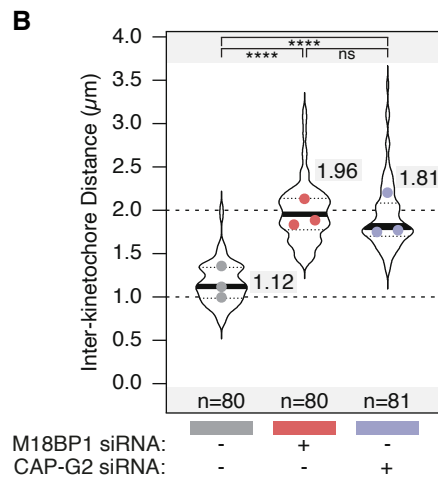 B
****
**** ns
4.0
3.5
3.0
2.5
2.0
1.5
1.0
0.5
0.0
Inter-kinetochore Distance (µm)
1.96
1.81
1.12
n=80 n=80 n=81
M18BP1 siRNA: - + -
CAP-G2 siRNA: - - +